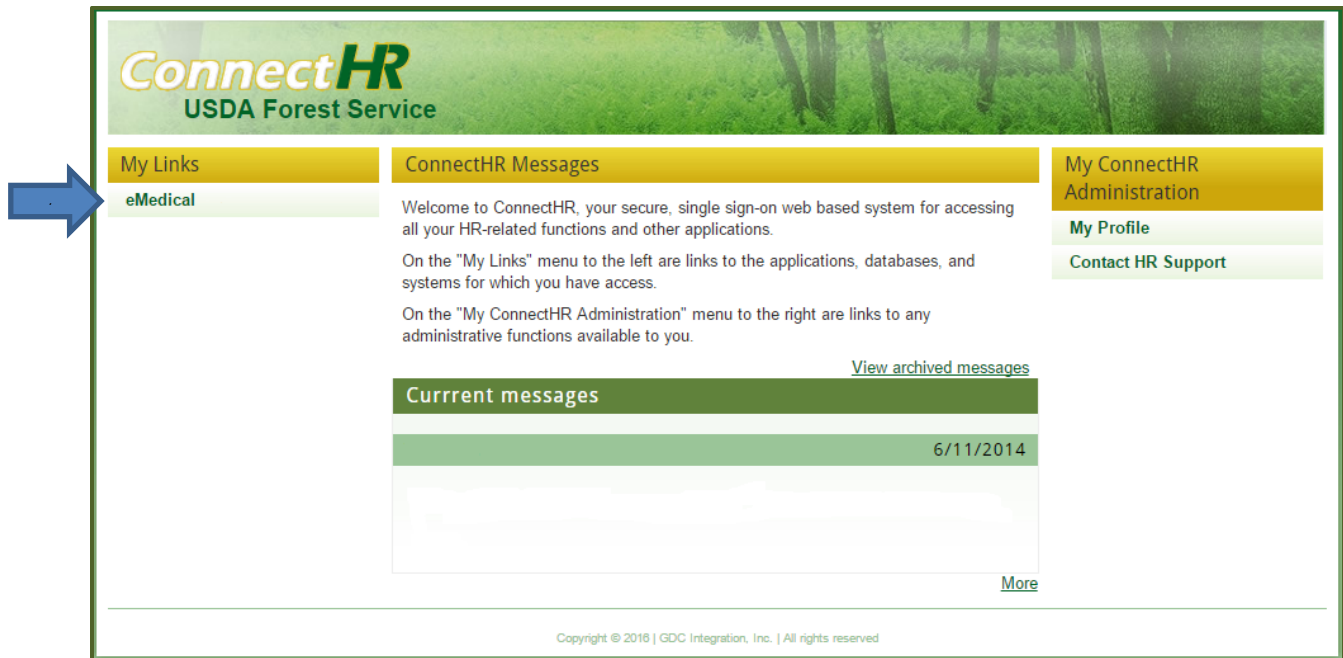 ConnectHR
USDA Forest Service
My Links
eMedical
ConnectHR Messages
Welcome to ConnectHR, your secure, single sign-on web based system for accessing
all your HR-related functions and other applications.
On the "My Links" menu to the left are links to the applications, databases, and
systems for which you have access.
On the "My ConnectHR Administration" menu to the right are links to any
administrative functions available to you.
View archived messages
Currrent messages
6/11/2014
More
My ConnectHR
Administration
My Profile
Contact HR Support
Copyright © 2016 | GDC Integration, Inc. | All rights reserved